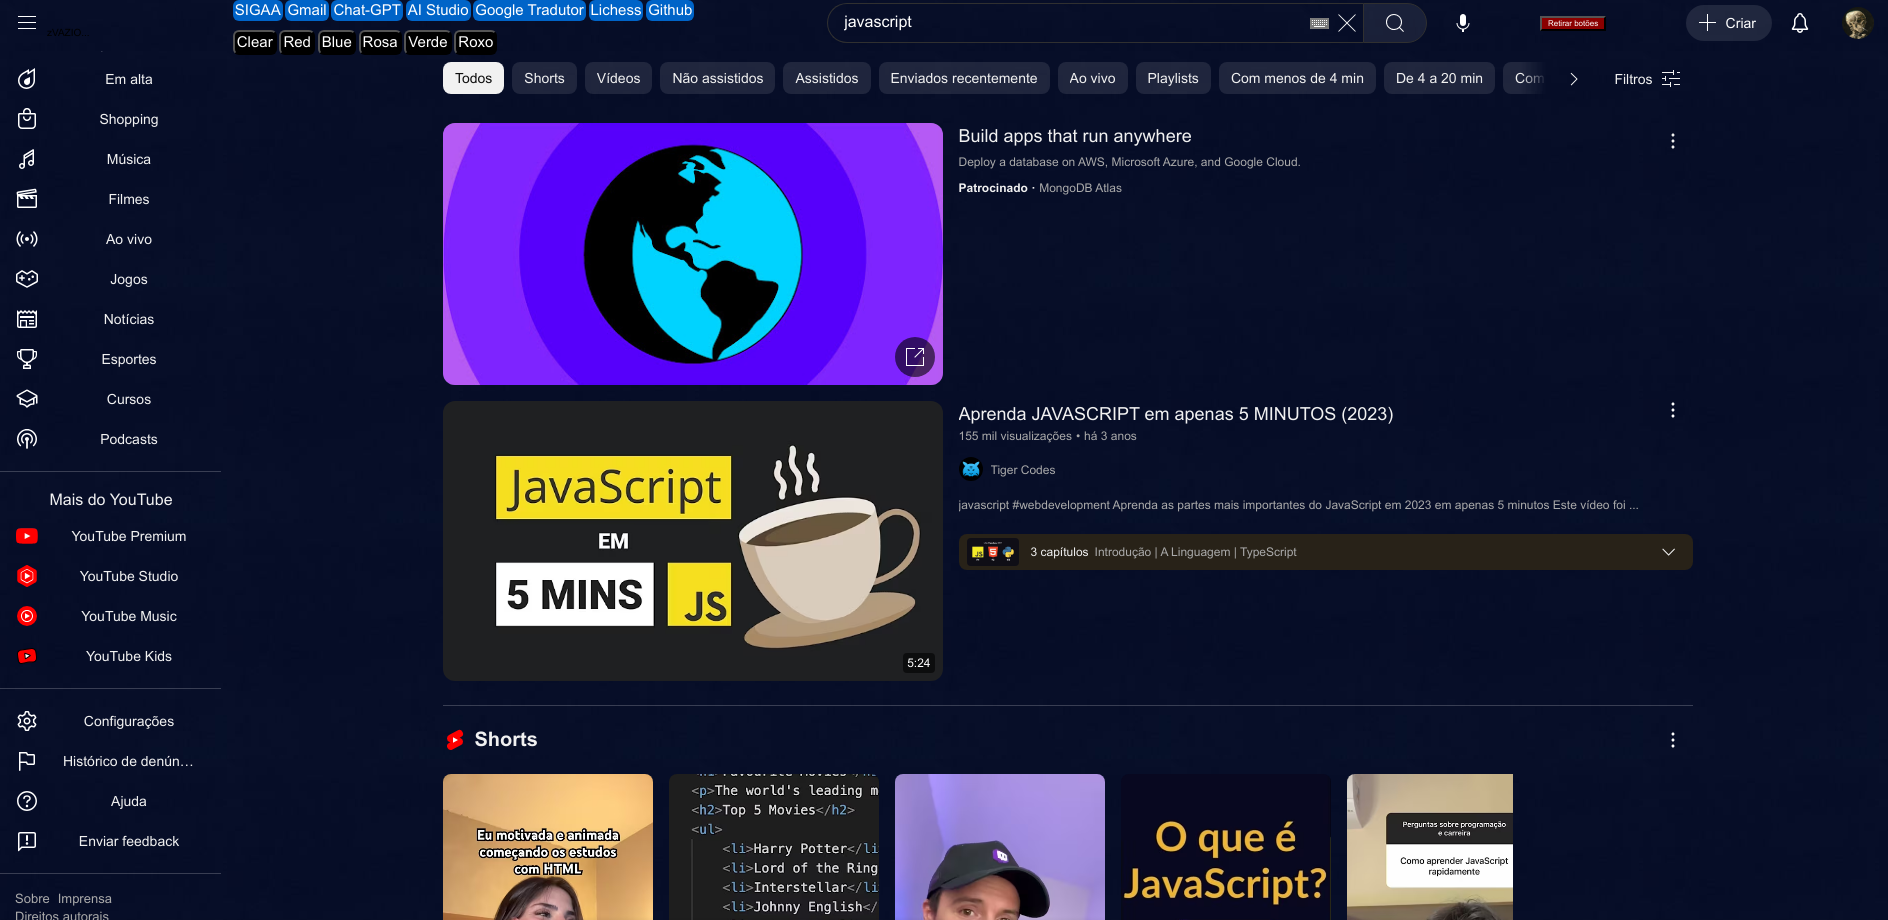 SIGAA Gmail Chat-GPT AI Studio Google Tradutor Lichess Github
Clear Red Blue Rosa Verde Roxo
javascript
Retirar botões
Criar
Em alta
Shopping
Música
Filmes
Ao vivo
Jogos
Notícias
Esportes
Cursos
Podcasts
Mais do YouTube
YouTube Premium
YouTube Studio
YouTube Music
YouTube Kids
Configurações
Histórico de denún...
Ajuda
Enviar feedback
Sobre Imprensa
Direitos autorais
Todos Shorts Vídeos Não assistidos Assistidos Enviados recentemente Ao vivo Playlists Com menos de 4 min De 4 a 20 min Com
Filtros
Build apps that run anywhere
Deploy a database on AWS, Microsoft Azure, and Google Cloud.
Patrocinado · MongoDB Atlas
JavaScript
EM
5 MINS JS
5:24
Aprenda JAVASCRIPT em apenas 5 MINUTOS (2023)
155 mil visualizações • há 3 anos
Tiger Codes
javascript #webdevelopment Aprenda as partes mais importantes do JavaScript em 2023 em apenas 5 minutos Este vídeo foi ...
3 capítulos Introdução | A Linguagem | TypeScript
Shorts
Eu motivada e animada
começando os estudos
com HTML
<p>The world's leading m
<h2>Top 5 Movies</h2>
<ul>
<li>Harry Potter</li
<li>Lord of the Ring
<li>Interstellar</li
<li>Johnny English</
O que é
JavaScript?
Perguntas sobre programação
e carreira
Como aprender JavaScript
rapidamente